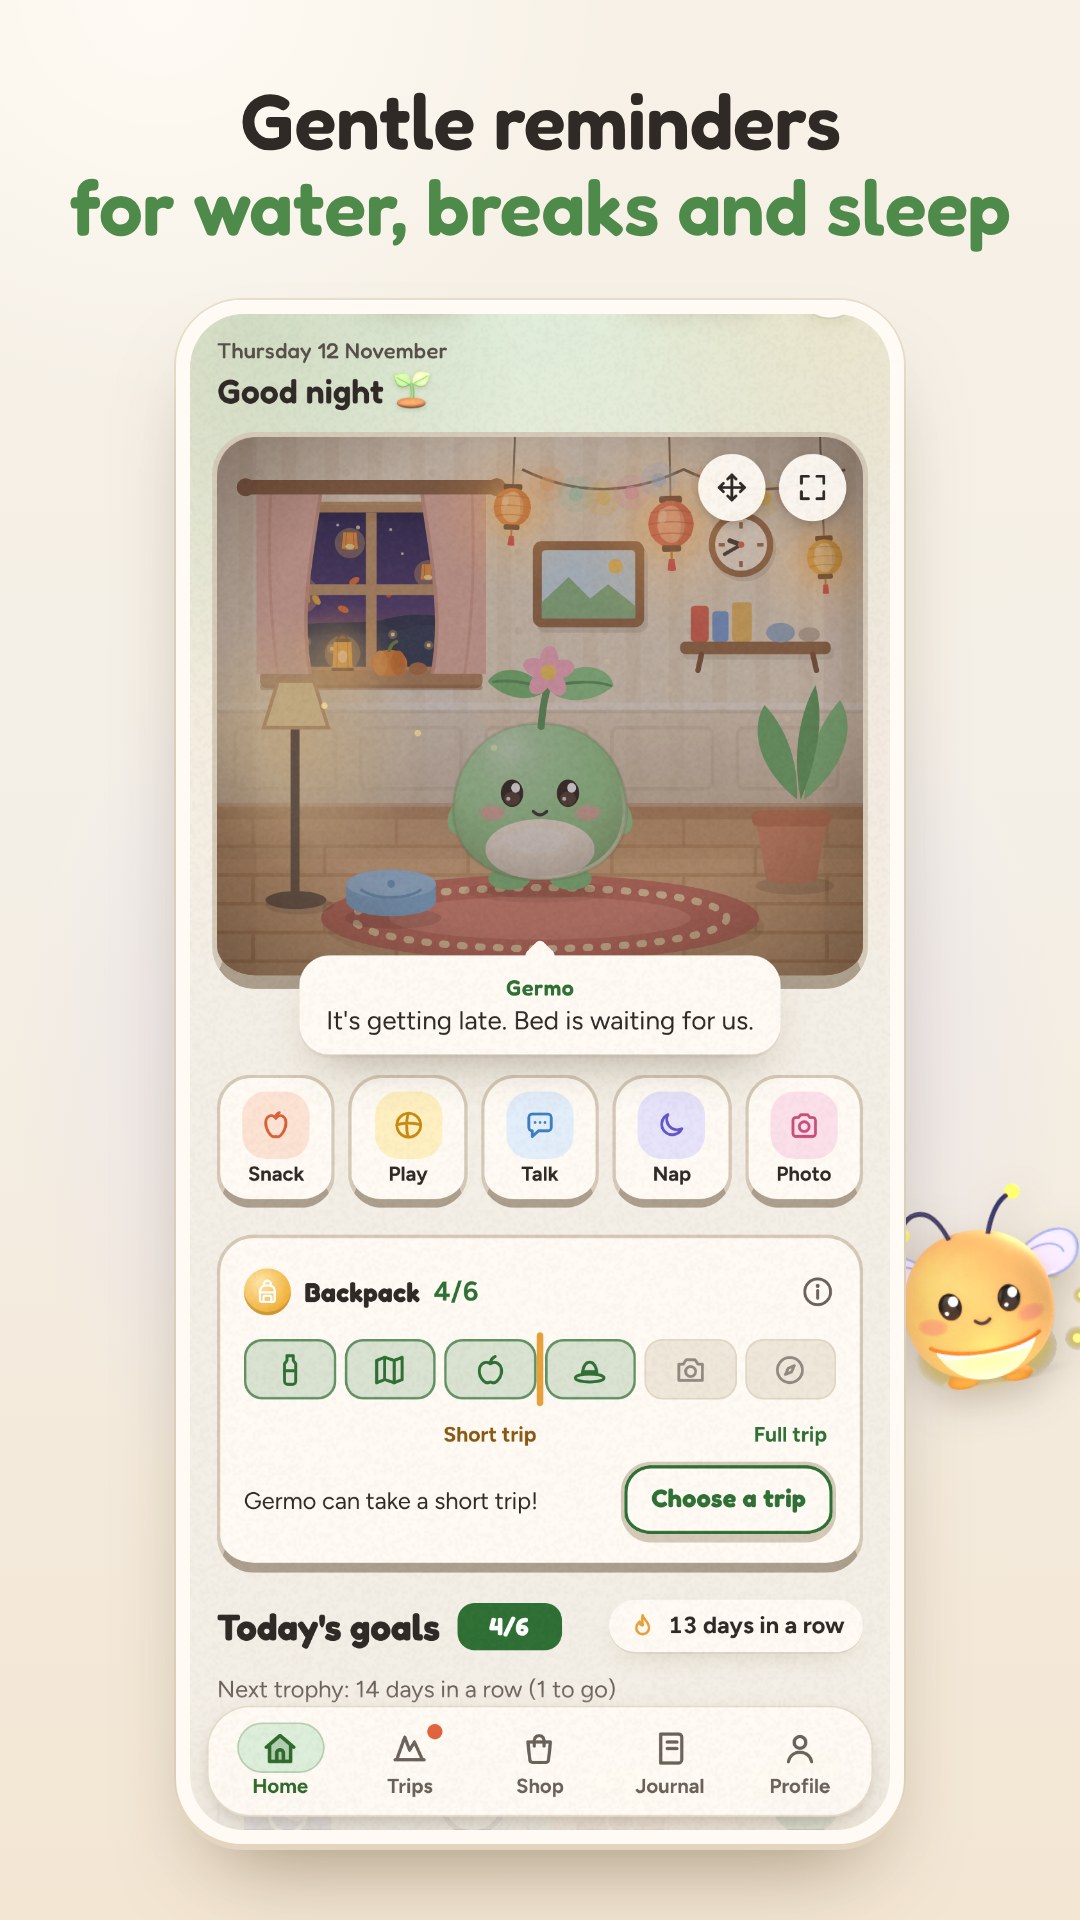 Gentle reminders
for water, breaks and sleep
Thursday 12 November
Good night
Germo
It's getting late. Bed is waiting for us.
Snack
Play
Talk
Nap
Photo
Backpack 4/6
Short trip
Full trip
Germo can take a short trip!
Choose a trip
Today's goals
4/6
13 days in a row
Next trophy: 14 days in a row (1 to go)
Home
Trips
Shop
Journal
Profile